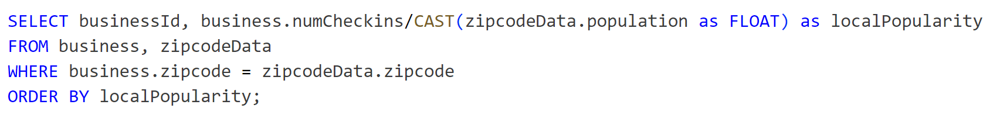 SELECT businessId, business.numCheckins/CAST(zipcodeData.population as FLOAT) as localPopularity
FROM business, zipcodeData
WHERE business.zipcode = zipcodeData.zipcode
ORDER BY localPopularity;